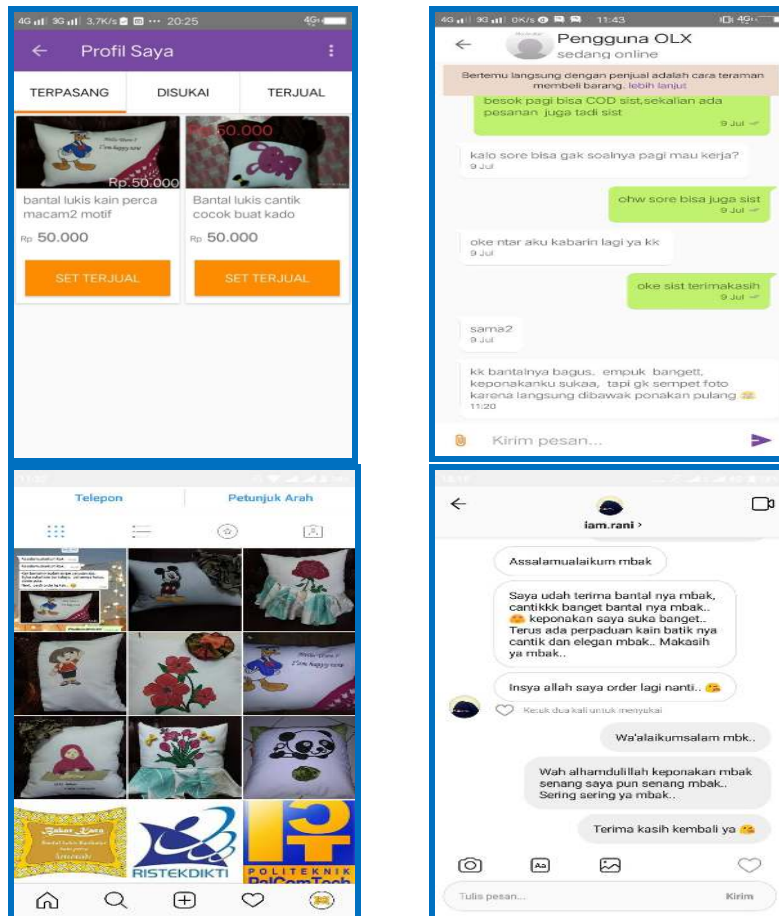 4G 3G 3,7K/s 20:25 4G
Profil Saya
TERPASANG DISUKAI TERJUAL
Rp.50.000
Rp.50.000
bantal lukis kain perca
macam2 motif
Rp 50.000
SET TERJUAL
Bantal lukis cantik
cocok buat kado
Rp 50.000
SET TERJUAL
4G 3G 0K/s 11:43 4G
Pengguna OLX
sedang online
Bertemu langsung dengan penjual adalah cara teraman
membeli barang. lebih lanjut
besok pagi bisa COD sist,sekalian ada
pesanan juga tadi sist
9 Jul
kalo sore bisa gak soalnya pagi mau kerja?
9 Jul
ohw sore bisa juga sist
9 Jul
oke ntar aku kabarin lagi ya kk
9 Jul
oke sist terimakasih
9 Jul
sama2
9 Jul
kk bantalnya bagus. empuk bangett,
keponakanku sukaa, tapi gk sempet foto
karena langsung dibawak ponakan pulang
11:20
Kirim pesan...
Telepon Petunjuk Arah
I'm happy now
RISTEKDIKTI
POLITEKNIK
PalComTech
iam.rani >
Assalamualaikum mbak
Saya udah terima bantal nya mbak,
cantikkk banget bantal nya mbak..
keponakan saya suka banget..
Terus ada perpaduan kain batik nya
cantik dan elegan mbak.. Makasih
ya mbak..
Insya allah saya order lagi nanti..
Ketuk dua kali untuk menyukai
Wa'alaikumsalam mbk..
Wah alhamdulillah keponakan mbak
senang saya pun senang mbak..
Sering sering ya mbak..
Terima kasih kembali ya
Aa
Tulis pesan... Kirim